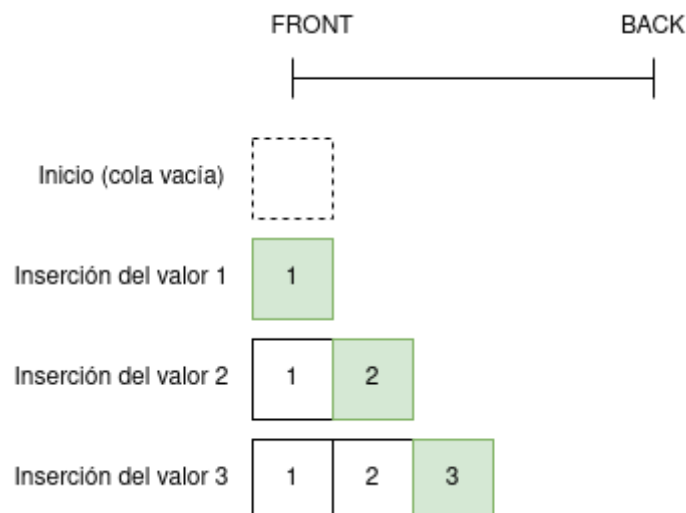 FRONT BACK
Inicio (cola vacía)
Inserción del valor 1 1
Inserción del valor 2 1 2
Inserción del valor 3 1 2 3